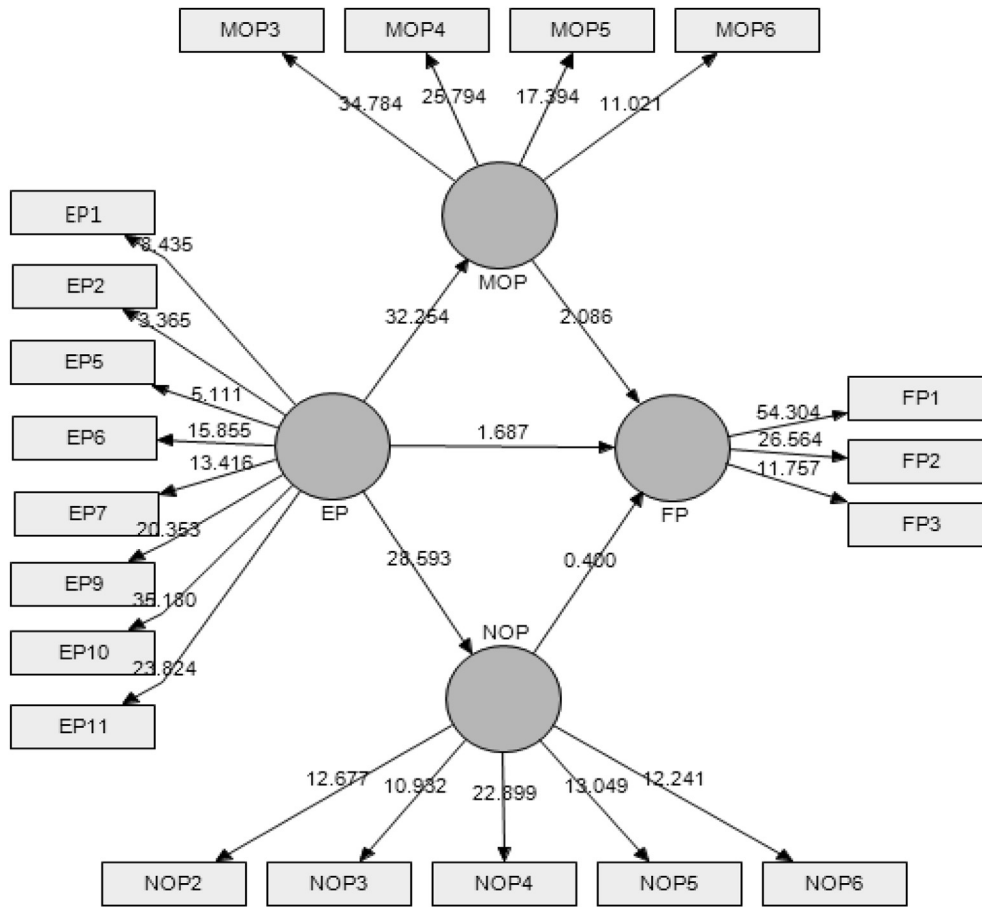 MOP3 MOP4 MOP5 MOP6
34.784 25.794 17.394 11.021
MOP
EP1
8.435
EP2
3.365
EP5
5.111
EP6
15.855
EP7
13.416
EP9
20.353
EP10
35.180
EP11
23.824
EP
32.254
2.086
1.687
28.593
0.400
FP
54.304
FP1
26.564
FP2
11.757
FP3
NOP
12.677 10.932 22.899 13.049 12.241
NOP2 NOP3 NOP4 NOP5 NOP6